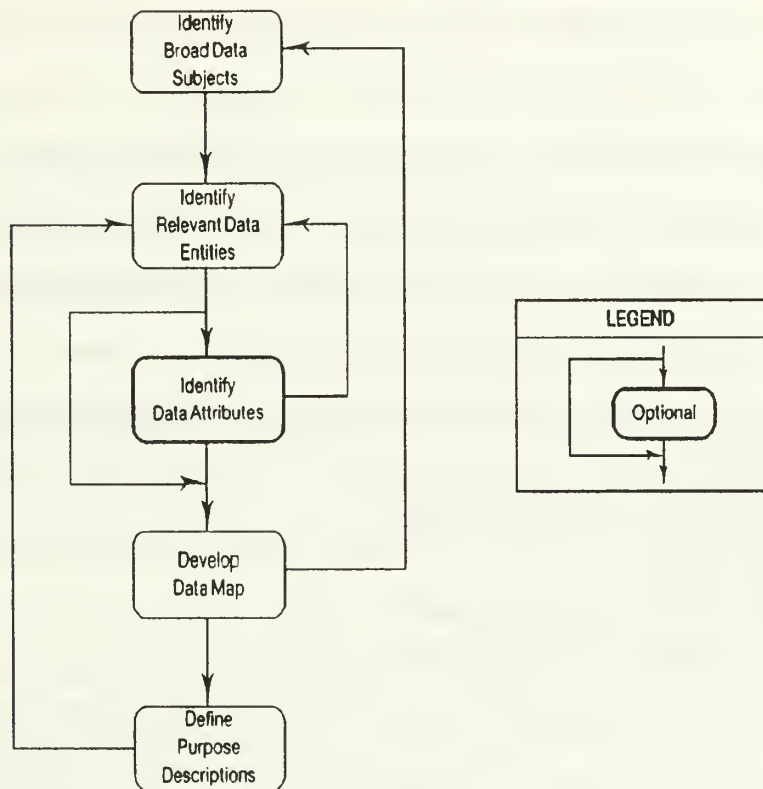 Identify
Broad Data
Subjects
Identify
Relevant Data
Entities
Identify
Data Attributes
Develop
Data Map
Define
Purpose
Descriptions
LEGEND
Optional